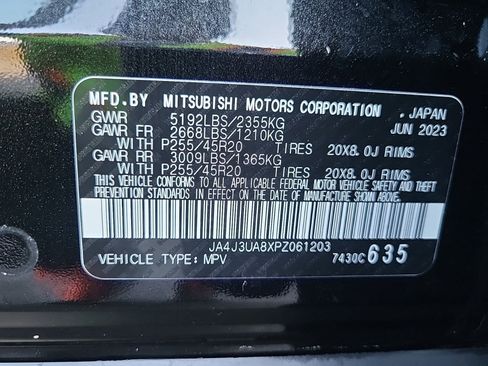 MFD.BY MITSUBISHI MOTORS CORPORATION , JAPAN
GVWR 5192LBS/2355KG JUN 2023
GAWR FR 2668LBS/1210KG
WITH P255/45R20 TIRES 20X8.0J RIMS
GAWR RR 3009LBS/1365KG
WITH P255/45R20 TIRES 20X8.0J RIMS
THIS VEHICLE CONFORMS TO ALL APPLICABLE FEDERAL MOTOR VEHICLE SAFETY AND THEFT
PREVENTION STANDARDS IN EFFECT ON THE DATE OF MANUFACTURE SHOWN ABOVE.
JA4J3UA8XPZ061203
VEHICLE TYPE: MPV 7430C 635